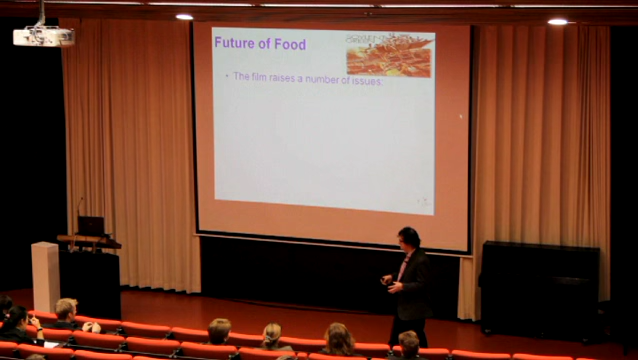 Future of Food
• The film raises a number of issues: